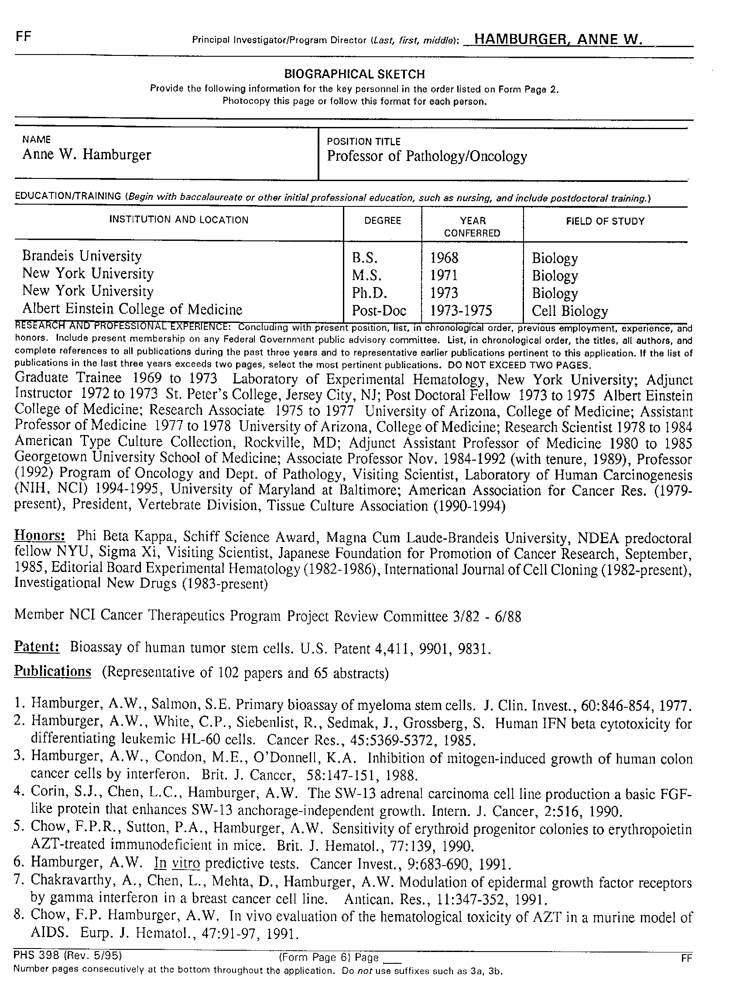 FF
Principal Investigator/Program Director (Last, first, middle): HAMBURGER, ANNE W.
BIOGRAPHICAL SKETCH
Provide the following information for the key personnel in the order listed on Form Page 2.
Photocopy this page or follow this format for each person.
NAME
Anne W. Hamburger
POSITION TITLE
Professor of Pathology/Oncology
EDUCATION/TRAINING (Begin with baccalaureate or other initial professional education, such as nursing, and include postdoctoral training.)
INSTITUTION AND LOCATION DEGREE YEAR CONFERRED FIELD OF STUDY
Brandeis University B.S. 1968 Biology
New York University M.S. 1971 Biology
New York University Ph.D. 1973 Biology
Albert Einstein College of Medicine Post-Doc 1973-1975 Cell Biology
RESEARCH AND PROFESSIONAL EXPERIENCE: Concluding with present position, list, in chronological order, previous employment, experience, and
honors. Include present membership on any Federal Government public advisory committee. List, in chronological order, the titles, all authors, and
complete references to all publications during the past three years and to representative earlier publications pertinent to this application. If the list of
publications in the last three years exceeds two pages, select the most pertinent publications. DO NOT EXCEED TWO PAGES.
Graduate Trainee 1969 to 1973 Laboratory of Experimental Hematology, New York University; Adjunct
Instructor 1972 to 1973 St. Peter's College, Jersey City, NJ; Post Doctoral Fellow 1973 to 1975 Albert Einstein
College of Medicine; Research Associate 1975 to 1977 University of Arizona, College of Medicine; Assistant
Professor of Medicine 1977 to 1978 University of Arizona, College of Medicine; Research Scientist 1978 to 1984
American Type Culture Collection, Rockville, MD; Adjunct Assistant Professor of Medicine 1980 to 1985
Georgetown University School of Medicine; Associate Professor Nov. 1984-1992 (with tenure, 1989), Professor
(1992) Program of Oncology and Dept. of Pathology, Visiting Scientist, Laboratory of Human Carcinogenesis
(NIH, NCI) 1994-1995, University of Maryland at Baltimore; American Association for Cancer Res. (1979-
present), President, Vertebrate Division, Tissue Culture Association (1990-1994)
Honors: Phi Beta Kappa, Schiff Science Award, Magna Cum Laude-Brandeis University, NDEA predoctoral
fellow NYU, Sigma Xi, Visiting Scientist, Japanese Foundation for Promotion of Cancer Research, September,
1985, Editorial Board Experimental Hematology (1982-1986), International Journal of Cell Cloning (1982-present),
Investigational New Drugs (1983-present)
Member NCI Cancer Therapeutics Program Project Review Committee 3/82 - 6/88
Patent: Bioassay of human tumor stem cells. U.S. Patent 4,411, 9901, 9831.
Publications (Representative of 102 papers and 65 abstracts)
1. Hamburger, A.W., Salmon, S.E. Primary bioassay of myeloma stem cells. J. Clin. Invest., 60:846-854, 1977.
2. Hamburger, A.W., White, C.P., Siebenlist, R., Sedmak, J., Grossberg, S. Human IFN beta cytotoxicity for
differentiating leukemic HL-60 cells. Cancer Res., 45:5369-5372, 1985.
3. Hamburger, A.W., Condon, M.E., O'Donnell, K.A. Inhibition of mitogen-induced growth of human colon
cancer cells by interferon. Brit. J. Cancer, 58:147-151, 1988.
4. Corin, S.J., Chen, L.C., Hamburger, A.W. The SW-13 adrenal carcinoma cell line production a basic FGF-
like protein that enhances SW-13 anchorage-independent growth. Intern. J. Cancer, 2:516, 1990.
5. Chow, F.P.R., Sutton, P.A., Hamburger, A.W. Sensitivity of erythroid progenitor colonies to erythropoietin
AZT-treated immunodeficient in mice. Brit. J. Hematol., 77:139, 1990.
6. Hamburger, A.W. In vitro predictive tests. Cancer Invest., 9:683-690, 1991.
7. Chakravarthy, A., Chen, L., Mehta, D., Hamburger, A.W. Modulation of epidermal growth factor receptors
by gamma interferon in a breast cancer cell line. Antican. Res., 11:347-352, 1991.
8. Chow, F.P. Hamburger, A.W. In vivo evaluation of the hematological toxicity of AZT in a murine model of
AIDS. Eurp. J. Hematol., 47:91-97, 1991.
PHS 398 (Rev. 5/95) (Form Page 6) Page ___ FF
Number pages consecutively at the bottom throughout the application. Do not use suffixes such as 3a, 3b.